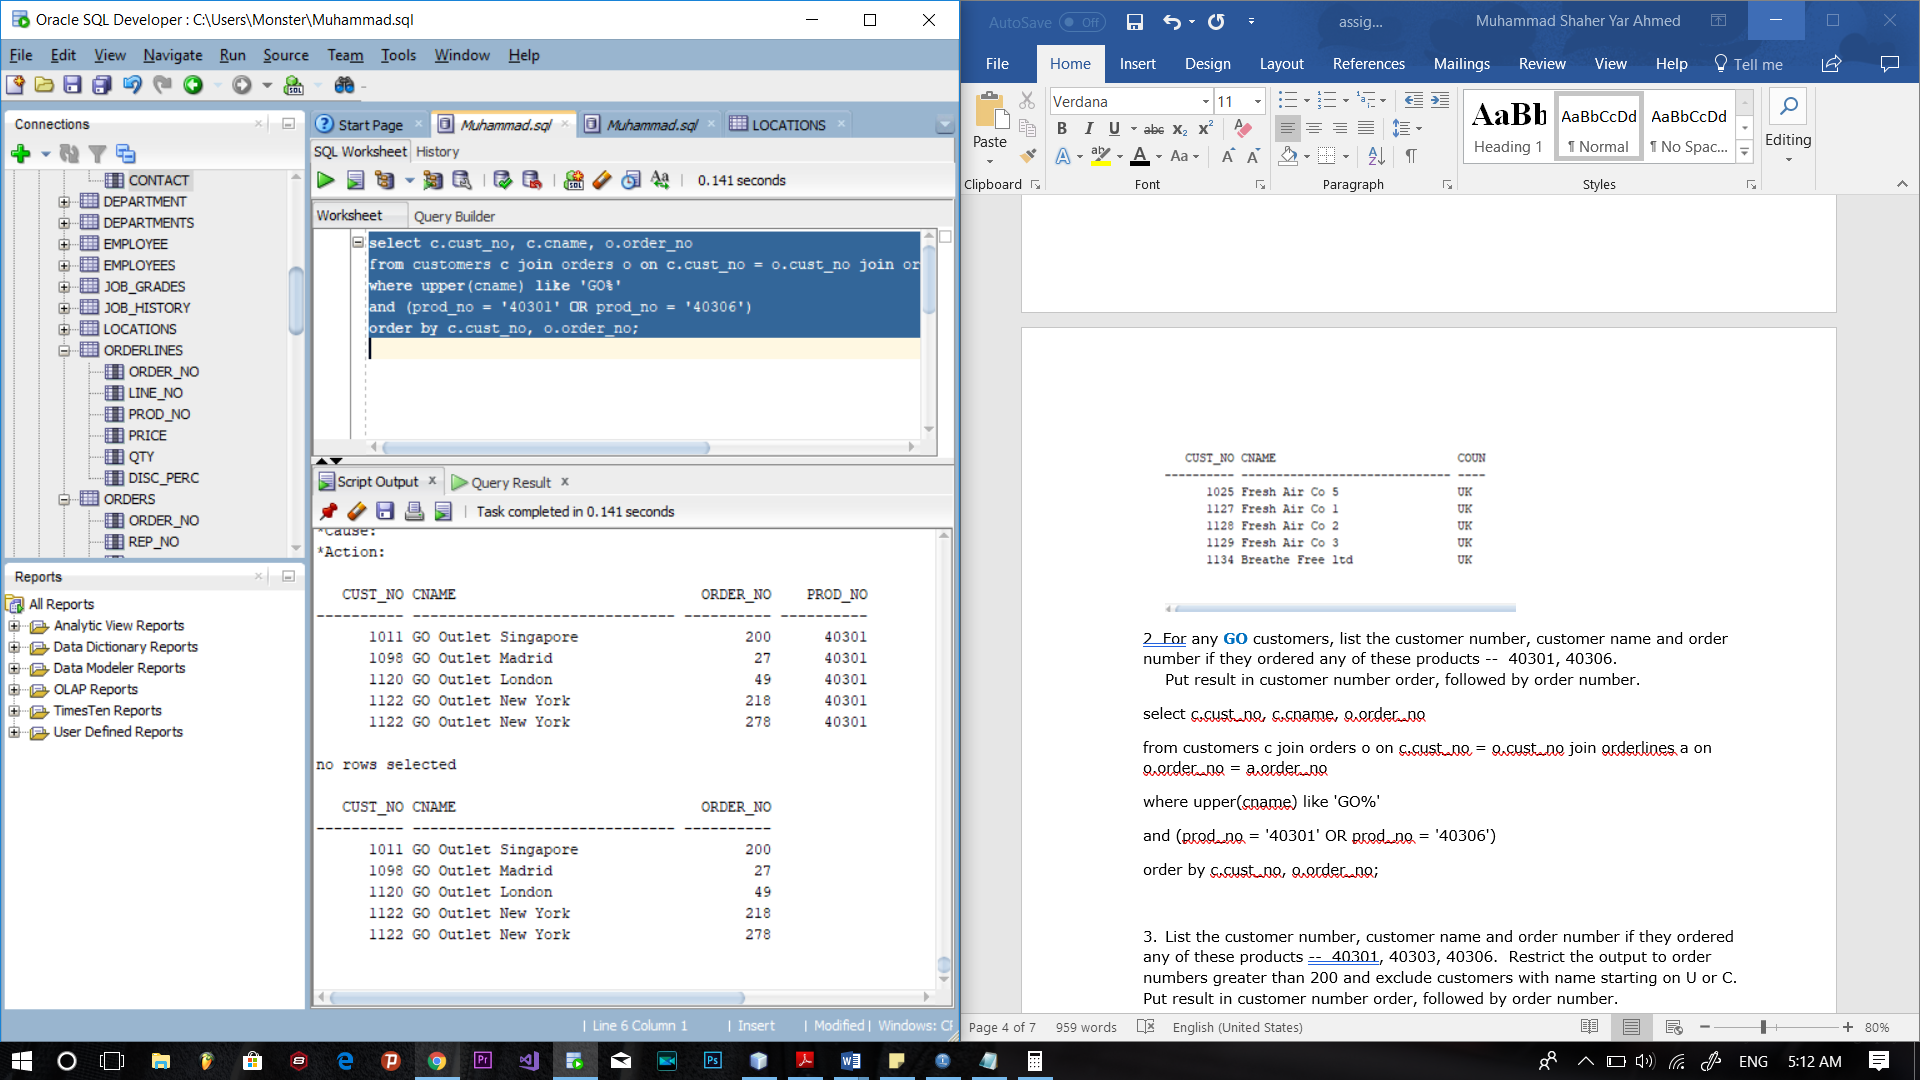 Oracle SQL Developer : C:\Users\Monster\Muhammad.sql
File Edit View Navigate Run Source Team Tools Window Help
Connections
CONTACT
DEPARTMENT
DEPARTMENTS
EMPLOYEE
EMPLOYEES
JOB_GRADES
JOB_HISTORY
LOCATIONS
ORDERLINES
ORDER_NO
LINE_NO
PROD_NO
PRICE
QTY
DISC_PERC
ORDERS
ORDER_NO
REP_NO
Reports
All Reports
Analytic View Reports
Data Dictionary Reports
Data Modeler Reports
OLAP Reports
TimesTen Reports
User Defined Reports
Start Page Muhammad.sql Muhammad.sql LOCATIONS
SQL Worksheet History
0.141 seconds
Worksheet Query Builder
select c.cust_no, c.cname, o.order_no
from customers c join orders o on c.cust_no = o.cust_no join or
where upper(cname) like 'GO%'
and (prod_no = '40301' OR prod_no = '40306')
order by c.cust_no, o.order_no;
Script Output Query Result
Task completed in 0.141 seconds
*Cause:
*Action:
CUST_NO CNAME ORDER_NO PROD_NO
---------- ------------------------------ ---------- ----------
1011 GO Outlet Singapore 200 40301
1098 GO Outlet Madrid 27 40301
1120 GO Outlet London 49 40301
1122 GO Outlet New York 218 40301
1122 GO Outlet New York 278 40301
no rows selected
CUST_NO CNAME ORDER_NO
---------- ------------------------------ ----------
1011 GO Outlet Singapore 200
1098 GO Outlet Madrid 27
1120 GO Outlet London 49
1122 GO Outlet New York 218
1122 GO Outlet New York 278
Line 6 Column 1 Insert Modified Windows: CF
AutoSave Off assig... Muhammad Shaher Yar Ahmed
File Home Insert Design Layout References Mailings Review View Help Tell me
Paste
Verdana 11
B I U abc X2 X2
A ab A Aa A A
AaBb AaBbCcDd AaBbCcDd
Heading 1 ¶ Normal ¶ No Spac...
Editing
Clipboard Font Paragraph Styles
CUST_NO CNAME COUN
---------- ------------------------------ ----
1025 Fresh Air Co 5 UK
1127 Fresh Air Co 1 UK
1128 Fresh Air Co 2 UK
1129 Fresh Air Co 3 UK
1134 Breathe Free ltd UK
2 For any GO customers, list the customer number, customer name and order
number if they ordered any of these products -- 40301, 40306.
Put result in customer number order, followed by order number.
select c.cust_no, c.cname, o.order_no
from customers c join orders o on c.cust_no = o.cust_no join orderlines a on
o.order_no = a.order_no
where upper(cname) like 'GO%'
and (prod_no = '40301' OR prod_no = '40306')
order by c.cust_no, o.order_no;
3. List the customer number, customer name and order number if they ordered
any of these products -- 40301, 40303, 40306. Restrict the output to order
numbers greater than 200 and exclude customers with name starting on U or C.
Put result in customer number order, followed by order number.
Page 4 of 7 959 words English (United States) 80%
ENG 5:12 AM